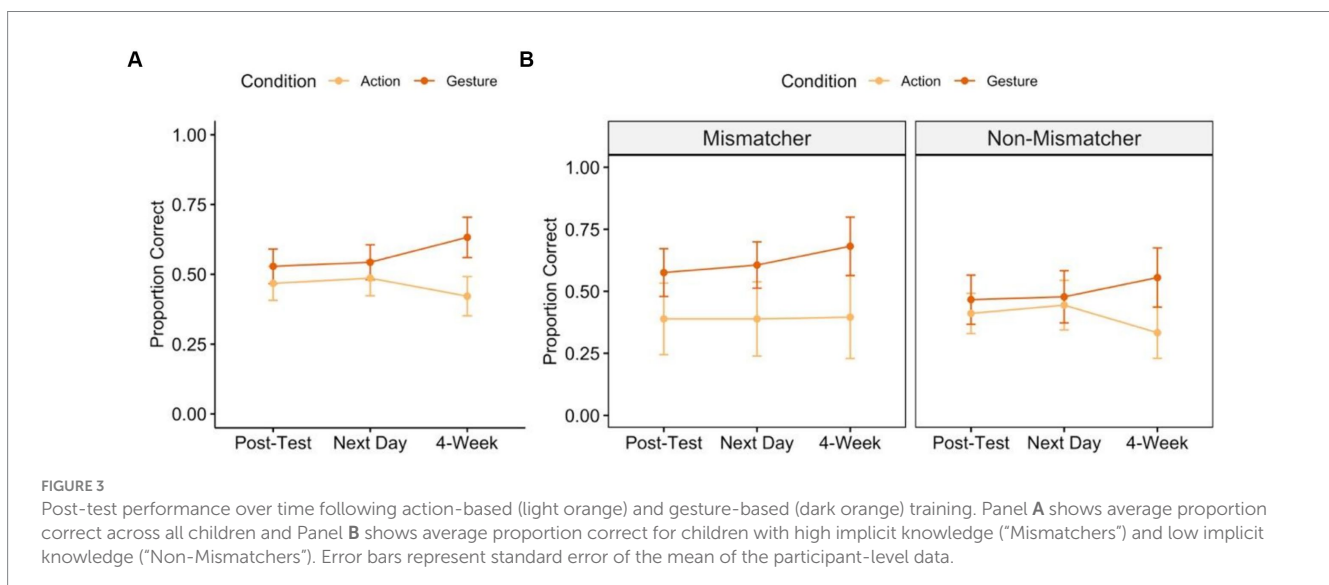 A
Condition Action Gesture
Proportion Correct
1.00
0.75
0.50
0.25
0.00
Post-Test Next Day 4-Week
B
Condition Action Gesture
Mismatcher Non-Mismatcher
Proportion Correct
1.00
0.75
0.50
0.25
0.00
Post-Test Next Day 4-Week Post-Test Next Day 4-Week
FIGURE 3
Post-test performance over time following action-based (light orange) and gesture-based (dark orange) training. Panel A shows average proportion
correct across all children and Panel B shows average proportion correct for children with high implicit knowledge (“Mismatchers”) and low implicit
knowledge (“Non-Mismatchers”). Error bars represent standard error of the mean of the participant-level data.